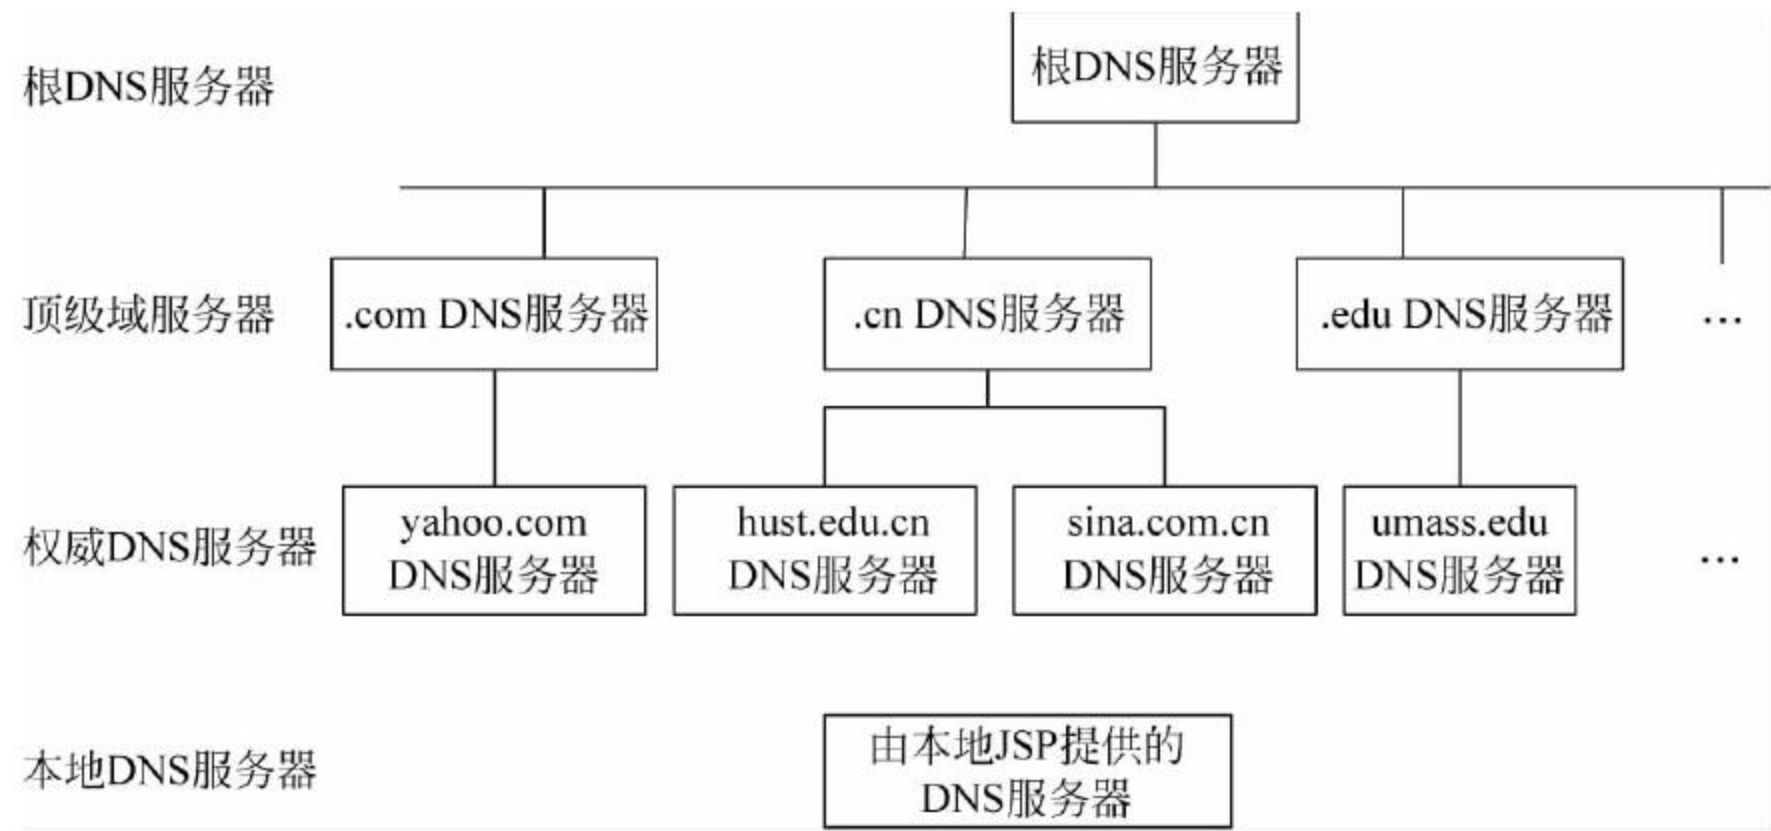 根DNS服务器
根DNS服务器
顶级域服务器
.com DNS服务器
.cn DNS服务器
.edu DNS服务器
...
权威DNS服务器
yahoo.com
DNS服务器
hust.edu.cn
DNS服务器
sina.com.cn
DNS服务器
umass.edu
DNS服务器
...
本地DNS服务器
由本地JSP提供的
DNS服务器